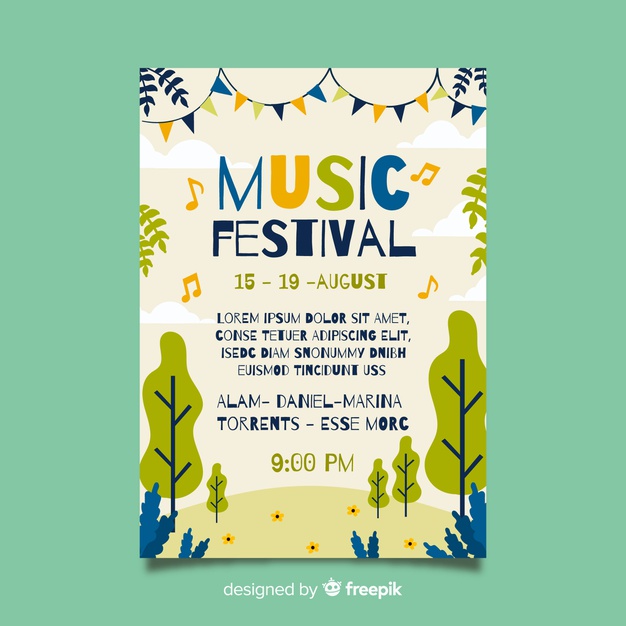 MUSIC
FESTIVAL
15 - 19 -AUGUST
LOREM IPSUM DOLOR SIT AMET,
CONSE TETUER ADIPISCING ELIT,
ISEDC DIAM SNONUMMY DNIBH
EUISMOD TINCIDUNT USS
ALAM- DANIEL-MARINA
TORRENTS - ESSE MORC
9:00 PM
designed by freepik